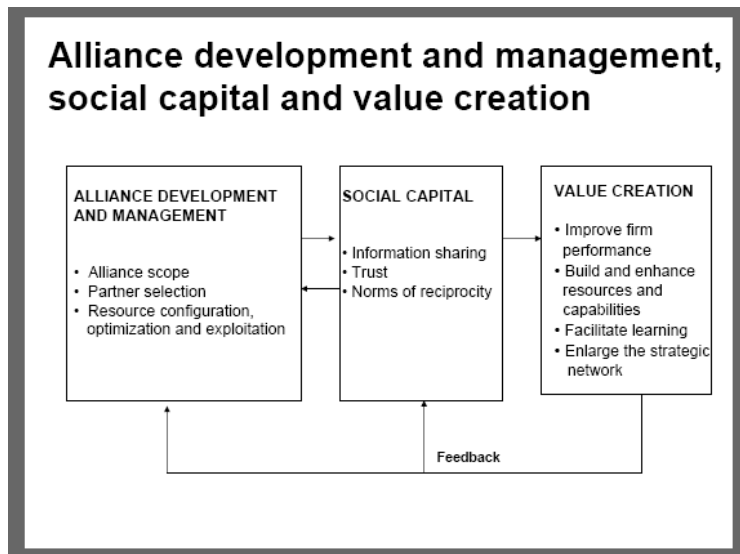 Alliance development and management,
social capital and value creation
ALLIANCE DEVELOPMENT
AND MANAGEMENT
• Alliance scope
• Partner selection
• Resource configuration,
optimization and exploitation
SOCIAL CAPITAL
• Information sharing
• Trust
• Norms of reciprocity
VALUE CREATION
• Improve firm
performance
• Build and enhance
resources and
capabilities
• Facilitate learning
• Enlarge the strategic
network
Feedback